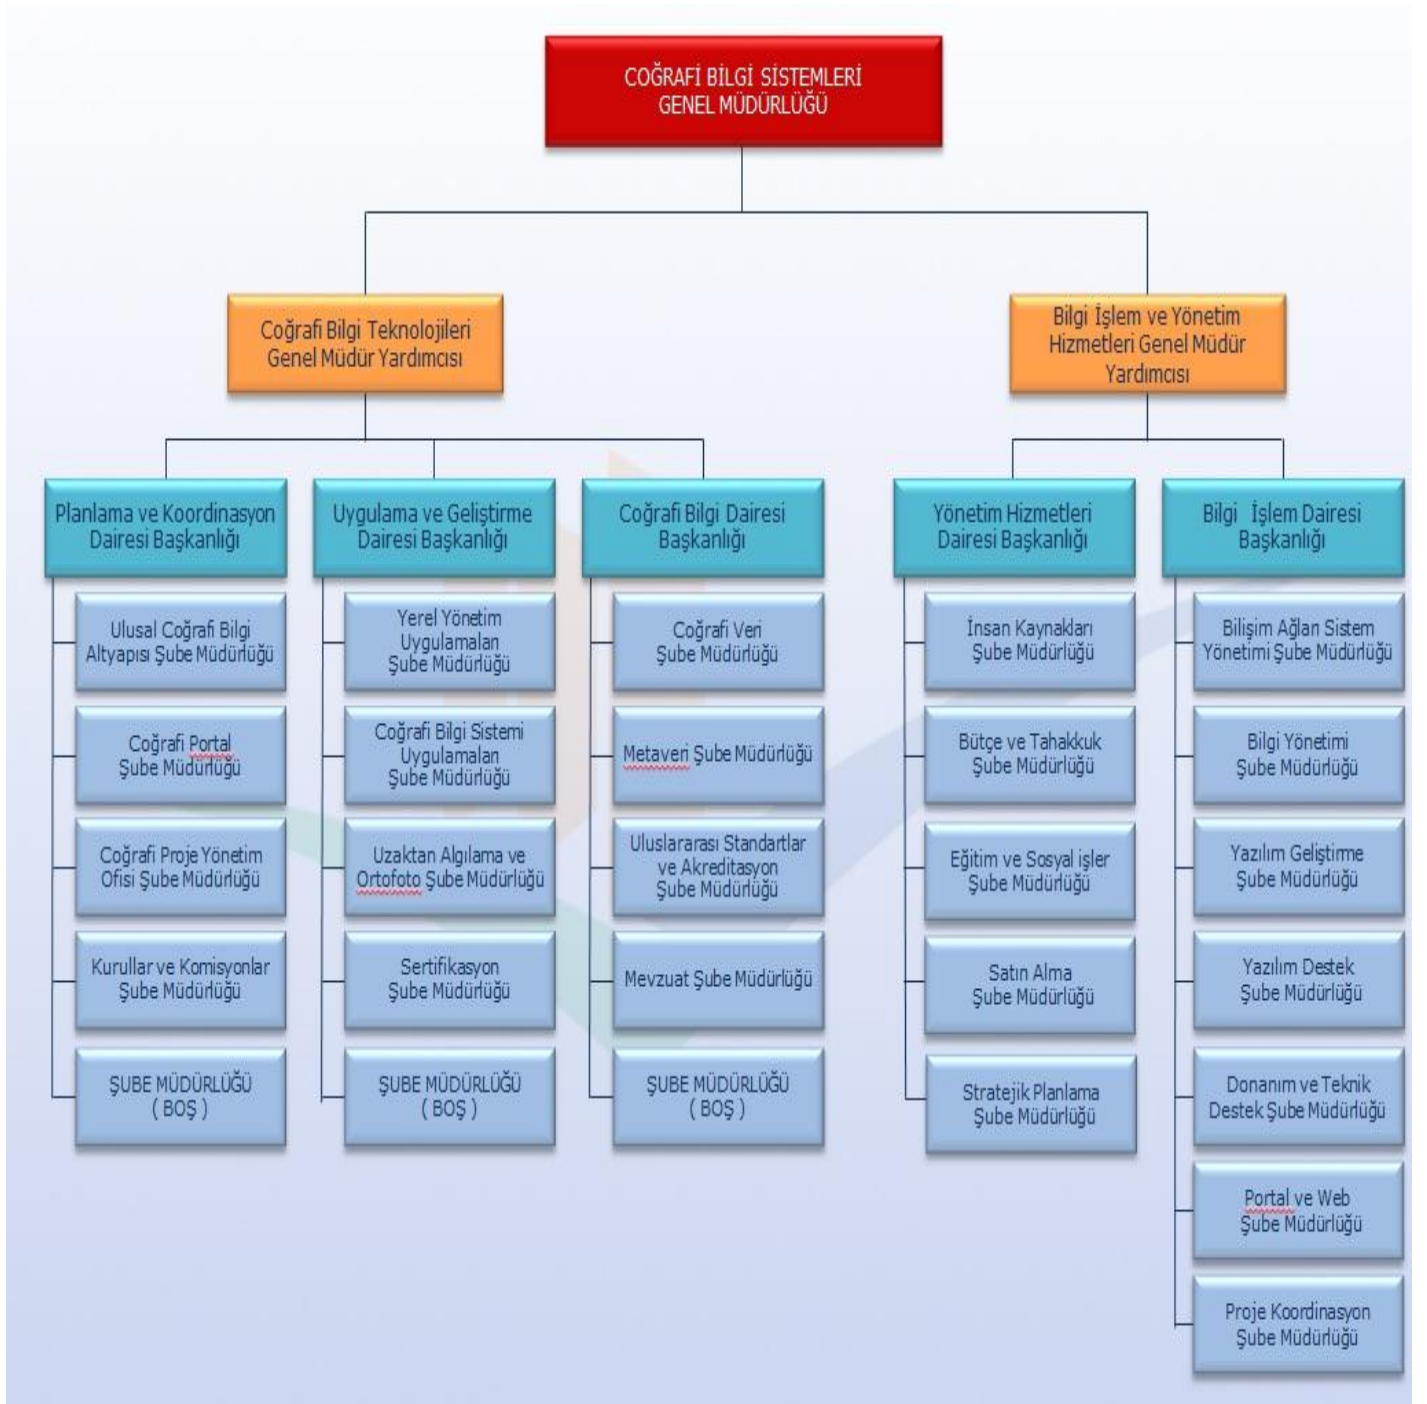 COĞRAFİ BİLGİ SİSTEMLERİ
GENEL MÜDÜRLÜĞÜ
Coğrafi Bilgi Teknolojileri
Genel Müdür Yardımcısı
Bilgi İşlem ve Yönetim
Hizmetleri Genel Müdür
Yardımcısı
Planlama ve Koordinasyon
Dairesi Başkanlığı
Ulusal Coğrafi Bilgi
Altyapısı Şube Müdürlüğü
Coğrafi Portal
Şube Müdürlüğü
Coğrafi Proje Yönetim
Ofisi Şube Müdürlüğü
Kurullar ve Komisyonlar
Şube Müdürlüğü
ŞUBE MÜDÜRLÜĞÜ
( BOŞ )
Uygulama ve Geliştirme
Dairesi Başkanlığı
Yerel Yönetim
Uygulamaları
Şube Müdürlüğü
Coğrafi Bilgi Sistemi
Uygulamaları
Şube Müdürlüğü
Uzaktan Algılama ve
Ortofoto Şube Müdürlüğü
Sertifikasyon
Şube Müdürlüğü
ŞUBE MÜDÜRLÜĞÜ
( BOŞ )
Coğrafi Bilgi Dairesi
Başkanlığı
Coğrafi Veri
Şube Müdürlüğü
Metaveri Şube Müdürlüğü
Uluslararası Standartlar
ve Akreditasyon
Şube Müdürlüğü
Mevzuat Şube Müdürlüğü
ŞUBE MÜDÜRLÜĞÜ
( BOŞ )
Yönetim Hizmetleri
Dairesi Başkanlığı
İnsan Kaynakları
Şube Müdürlüğü
Bütçe ve Tahakkuk
Şube Müdürlüğü
Eğitim ve Sosyal işler
Şube Müdürlüğü
Satın Alma
Şube Müdürlüğü
Stratejik Planlama
Şube Müdürlüğü
Bilgi İşlem Dairesi
Başkanlığı
Bilişim Ağları Sistem
Yönetimi Şube Müdürlüğü
Bilgi Yönetimi
Şube Müdürlüğü
Yazılım Geliştirme
Şube Müdürlüğü
Yazılım Destek
Şube Müdürlüğü
Donanım ve Teknik
Destek Şube Müdürlüğü
Portal ve Web
Şube Müdürlüğü
Proje Koordinasyon
Şube Müdürlüğü